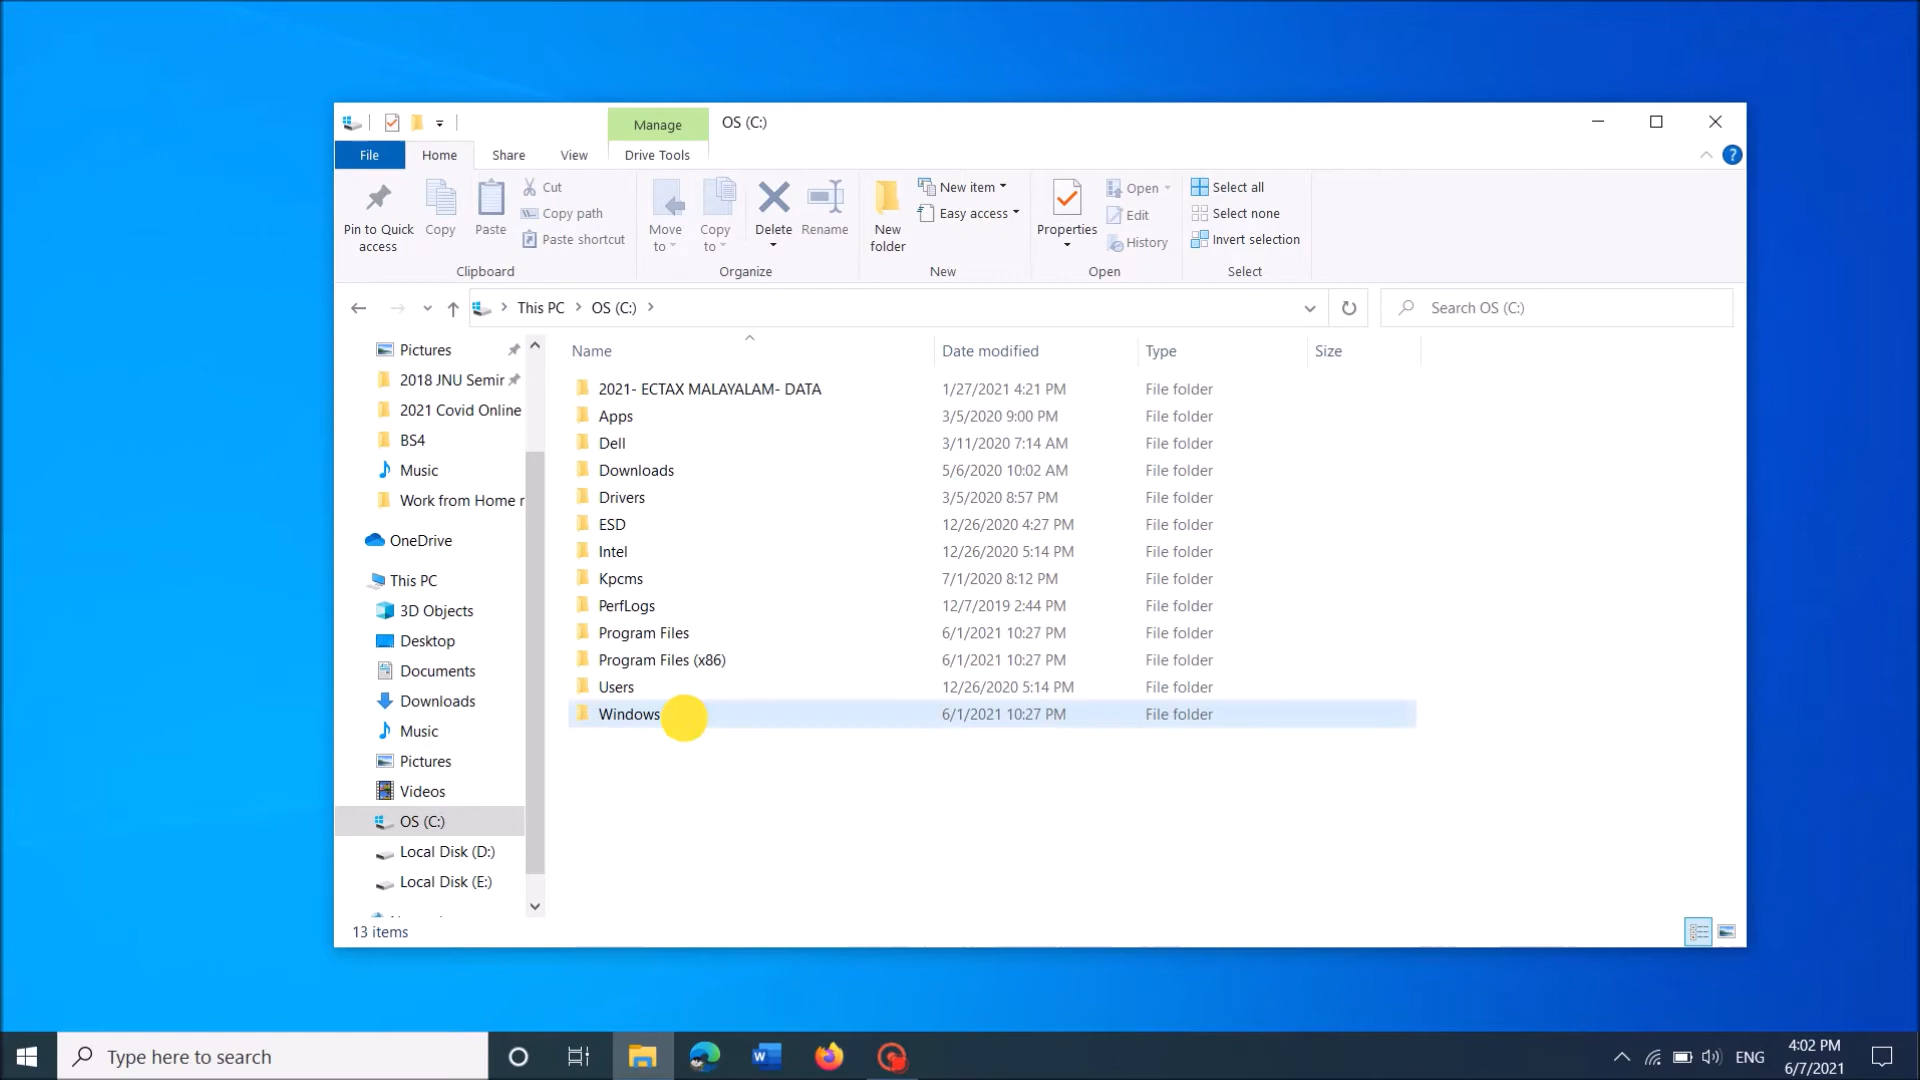 Manage
OS (C:)
File
Home
Share
View
Drive Tools
Pin to Quick access
Copy
Paste
Cut
Copy path
Paste shortcut
Clipboard
Move to
Copy to
Delete
Rename
Organize
New folder
New item
Easy access
New
Properties
Open
Edit
History
Open
Select all
Select none
Invert selection
Select
This PC > OS (C:) >
Search OS (C:)
Pictures
2018 JNU Semir
2021 Covid Online
BS4
Music
Work from Home r
OneDrive
This PC
3D Objects
Desktop
Documents
Downloads
Music
Pictures
Videos
OS (C:)
Local Disk (D:)
Local Disk (E:)
Name Date modified Type Size
2021- ECTAX MALAYALAM- DATA 1/27/2021 4:21 PM File folder
Apps 3/5/2020 9:00 PM File folder
Dell 3/11/2020 7:14 AM File folder
Downloads 5/6/2020 10:02 AM File folder
Drivers 3/5/2020 8:57 PM File folder
ESD 12/26/2020 4:27 PM File folder
Intel 12/26/2020 5:14 PM File folder
Kpcms 7/1/2020 8:12 PM File folder
PerfLogs 12/7/2019 2:44 PM File folder
Program Files 6/1/2021 10:27 PM File folder
Program Files (x86) 6/1/2021 10:27 PM File folder
Users 12/26/2020 5:14 PM File folder
Windows 6/1/2021 10:27 PM File folder
13 items
Type here to search
ENG
4:02 PM
6/7/2021